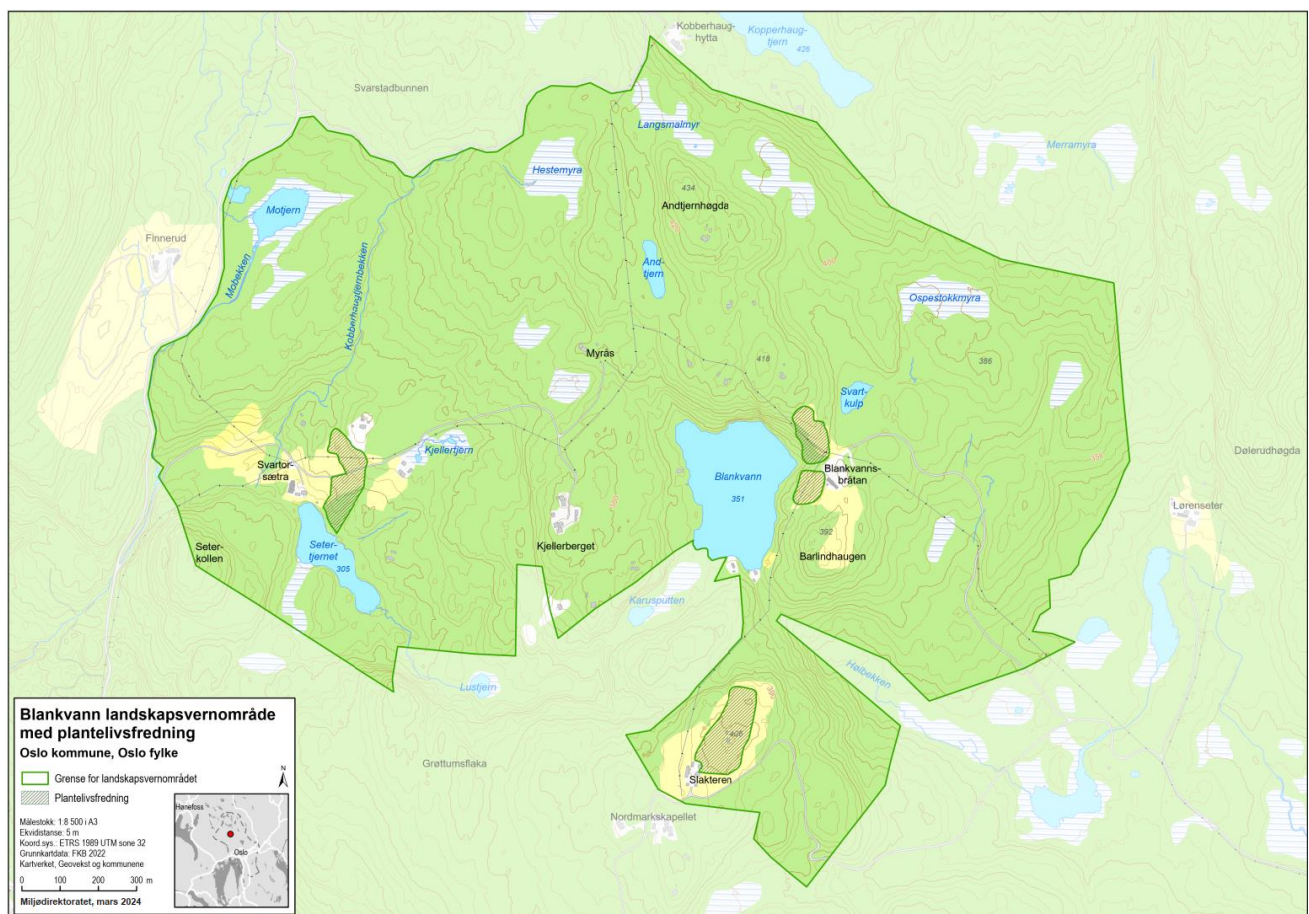 Kobberhaug-
hytta
Kopperhaug-
tjern
426
Svarstadbunnen
Langsmalmyr
Merramyra
Hestemyra
434
Andtjernhøgda
Motjern
Finnerud
And-
tjern
Mobekken
Kobberhaugtjernbekken
Ospestokkmyra
Myrås
418
386
Svart-
kulp
Dølerudhøgda
Kjellertjern
Svartor-
sætra
Blankvann
351
Blankvanns-
bråtan
Lørenseter
392
Kjellerberget
Barlindhaugen
Seter-
kollen
Seter-
tjernet
305
Karusputten
Høibekken
Lustjern
408
Grøttumsflaka
Slakteren
Nordmarkskapellet
Blankvann landskapsvernområde
med plantelivsfredning
Oslo kommune, Oslo fylke
Grense for landskapsvernområdet
Plantelivsfredning
N
Målestokk: 1:8 500 i A3
Ekvidistanse: 5 m
Koord.sys.: ETRS 1989 UTM sone 32
Grunnkartdata: FKB 2022
Kartverket, Geovekst og kommunene
0 100 200 300 m
Miljødirektoratet, mars 2024
Hønefoss
Oslo